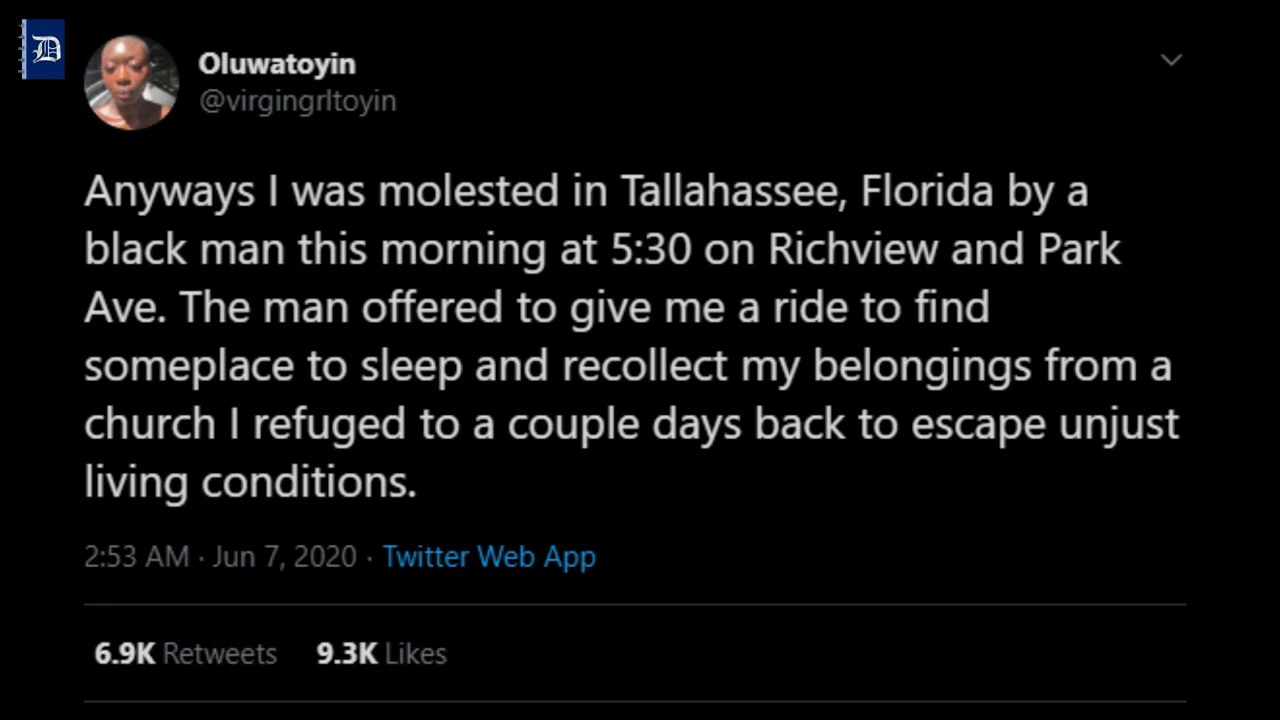 D
Oluwatoyin
@virgingrltoyin
Anyways I was molested in Tallahassee, Florida by a
black man this morning at 5:30 on Richview and Park
Ave. The man offered to give me a ride to find
someplace to sleep and recollect my belongings from a
church I refuged to a couple days back to escape unjust
living conditions.
2:53 AM · Jun 7, 2020 · Twitter Web App
6.9K Retweets 9.3K Likes